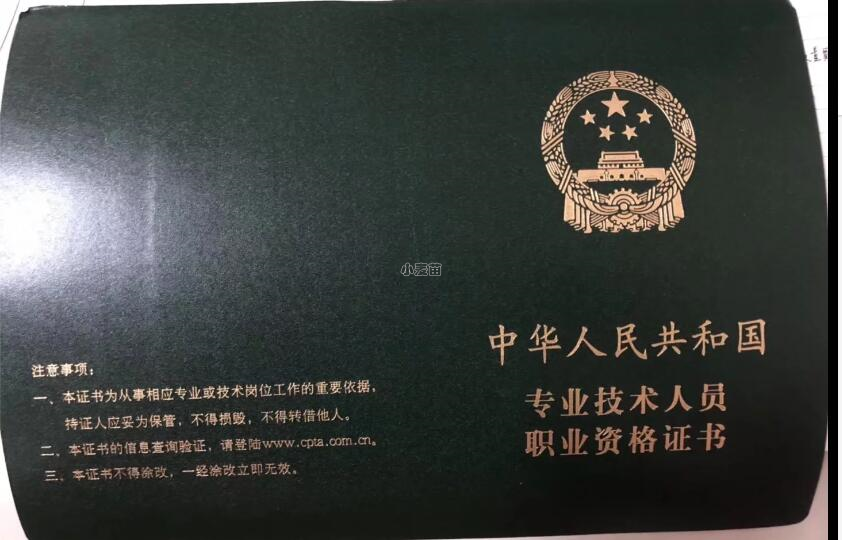 小麦苗
中华人民共和国
专业技术人员
职业资格证书
注意事项：
一、本证书为从事相应专业或技术岗位工作的重要依据，
持证人应妥为保管，不得损毁，不得转借他人。
二、本证书的信息查询验证，请登陆www.cpta.com.cn。
三、本证书不得涂改，一经涂改立即无效。